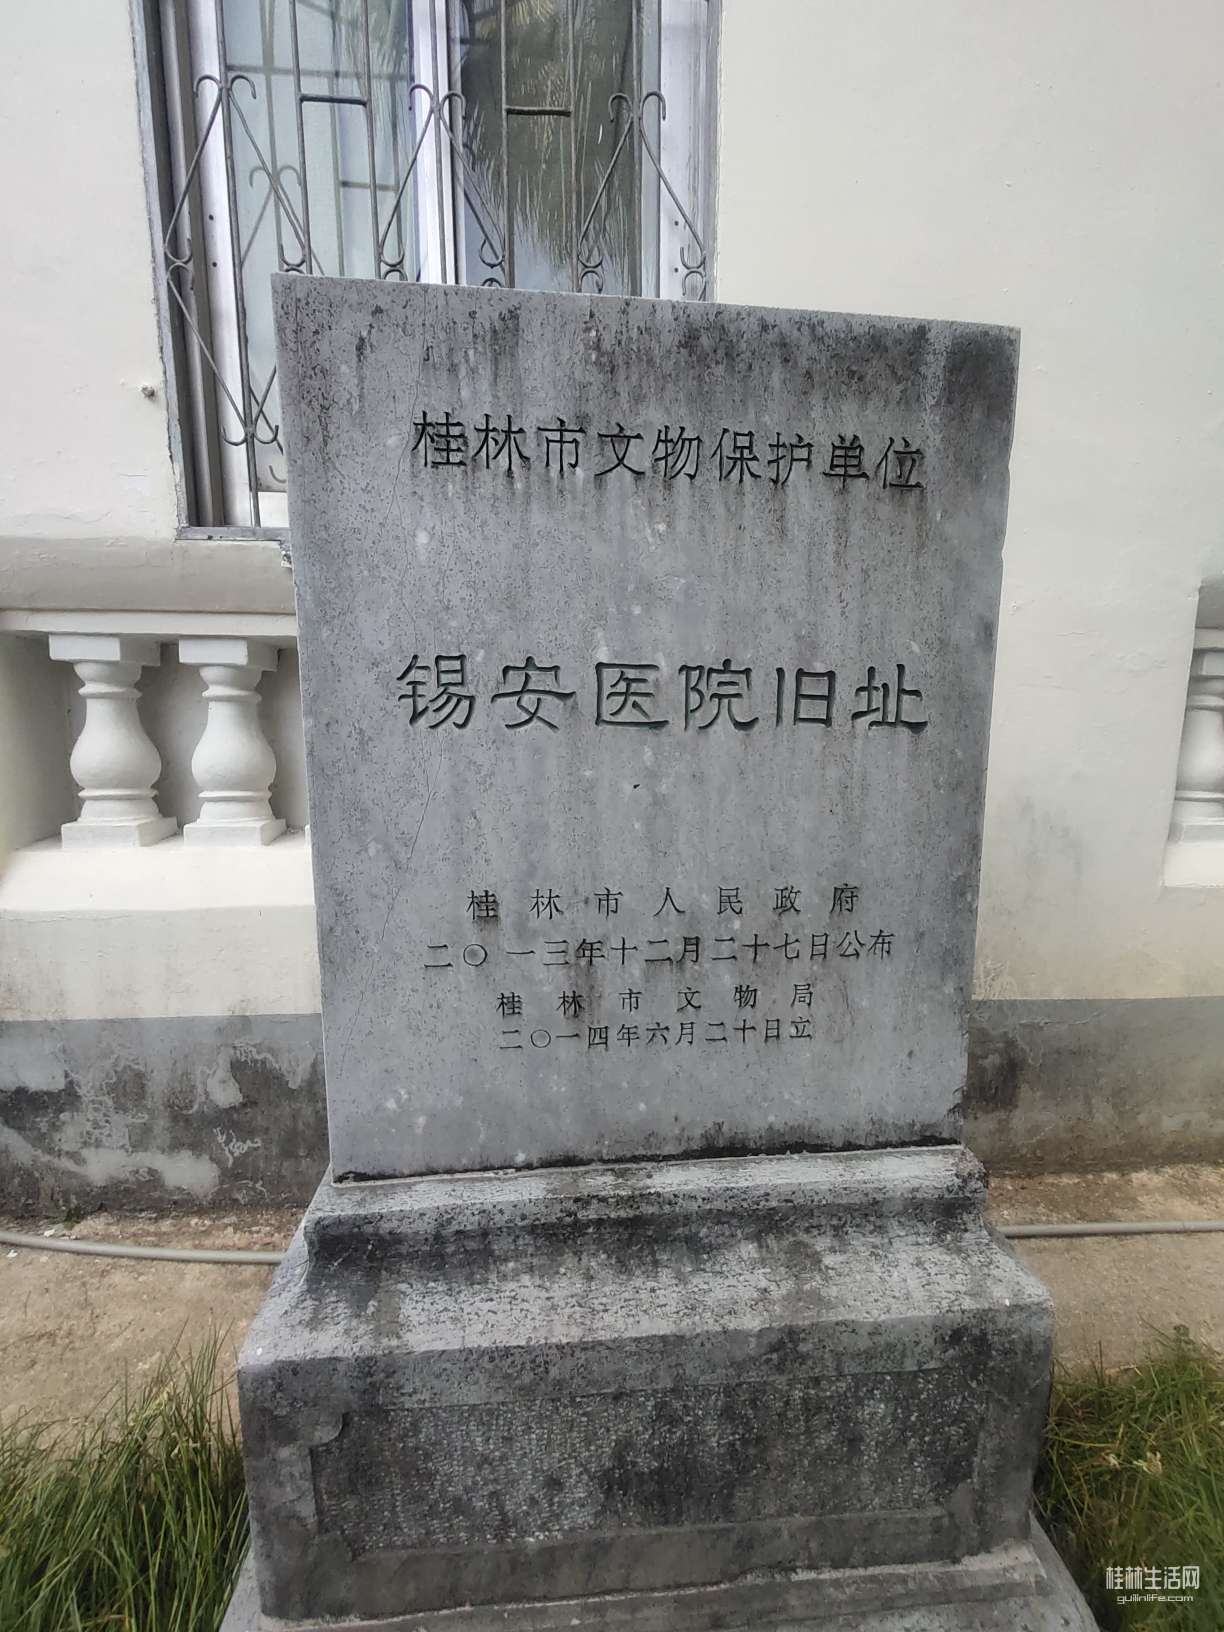 桂林市文物保护单位
锡安医院旧址
桂林市人民政府
二〇一三年十二月二十七日公布
桂林市文物局
二〇一四年六月二十日立
桂林生活网
guilinlife.com